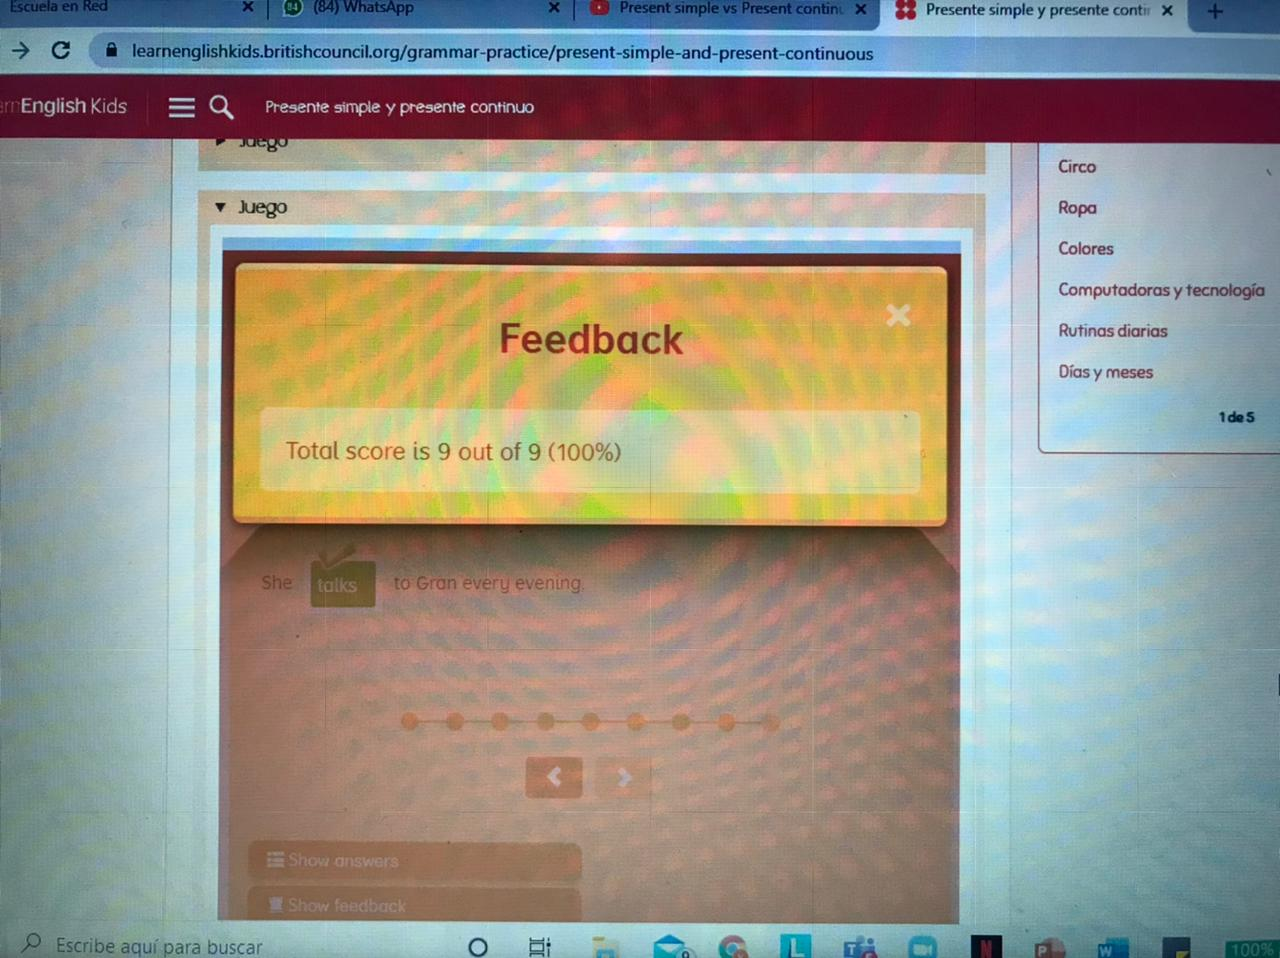 Escuela en Red
84
(84) WhatsApp
Present simple vs Present continu
Presente simple y presente contin
learnenglishkids.britishcouncil.org/grammar-practice/present-simple-and-present-continuous
English Kids
Presente simple y presente continuo
Juego
Juego
Feedback
Total score is 9 out of 9 (100%)
She talks to Gran every evening.
Show answers
Show feedback
Circo
Ropa
Colores
Computadoras y tecnología
Rutinas diarias
Días y meses
1 de 5
Escribe aquí para buscar
L
T
N
P
W
100%